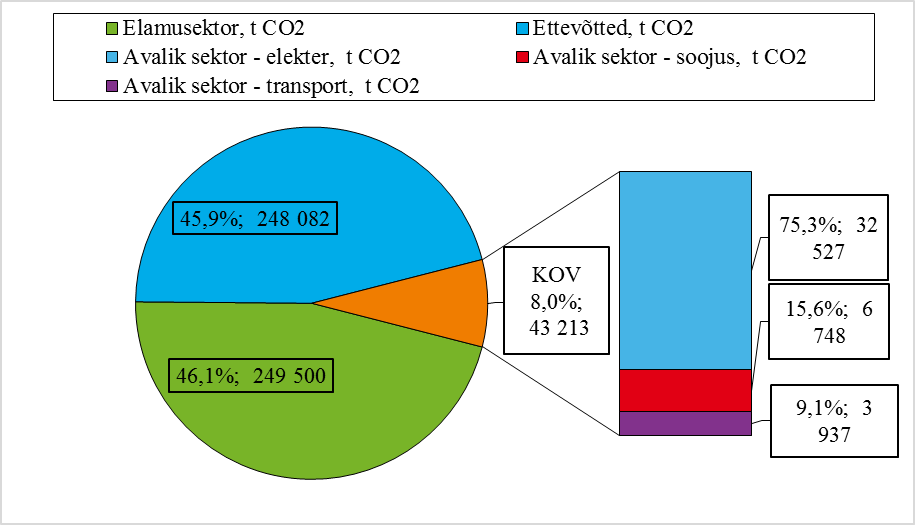 Elamusektor, t CO2
Ettevõtted, t CO2
Avalik sektor - elekter,  t CO2
Avalik sektor - soojus,  t CO2
Avalik sektor - transport,  t CO2
45,9%;  248 082
46,1%;  249 500
KOV
8,0%;
43 213
75,3%;  32
527
15,6%;  6
748
9,1%;  3
937